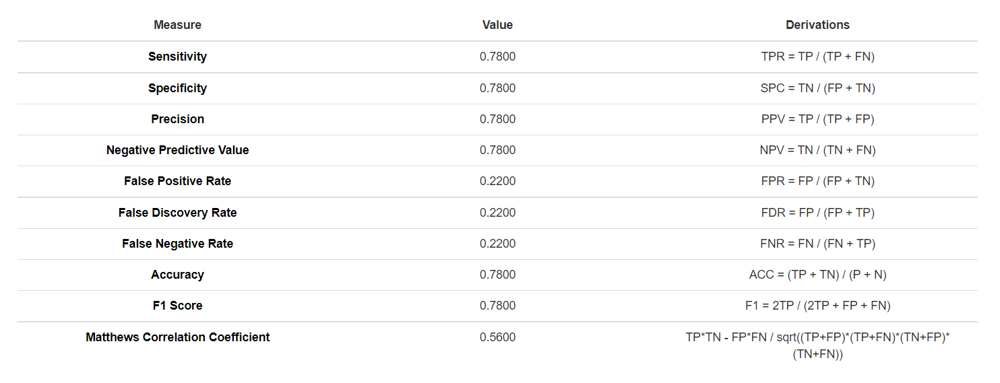 Measure Value Derivations
Sensitivity 0.7800 TPR = TP / (TP + FN)
Specificity 0.7800 SPC = TN / (FP + TN)
Precision 0.7800 PPV = TP / (TP + FP)
Negative Predictive Value 0.7800 NPV = TN / (TN + FN)
False Positive Rate 0.2200 FPR = FP / (FP + TN)
False Discovery Rate 0.2200 FDR = FP / (FP + TP)
False Negative Rate 0.2200 FNR = FN / (FN + TP)
Accuracy 0.7800 ACC = (TP + TN) / (P + N)
F1 Score 0.7800 F1 = 2TP / (2TP + FP + FN)
Matthews Correlation Coefficient 0.5600 TP*TN - FP*FN / sqrt((TP+FP)*(TP+FN)*(TN+FP)*
(TN+FN))